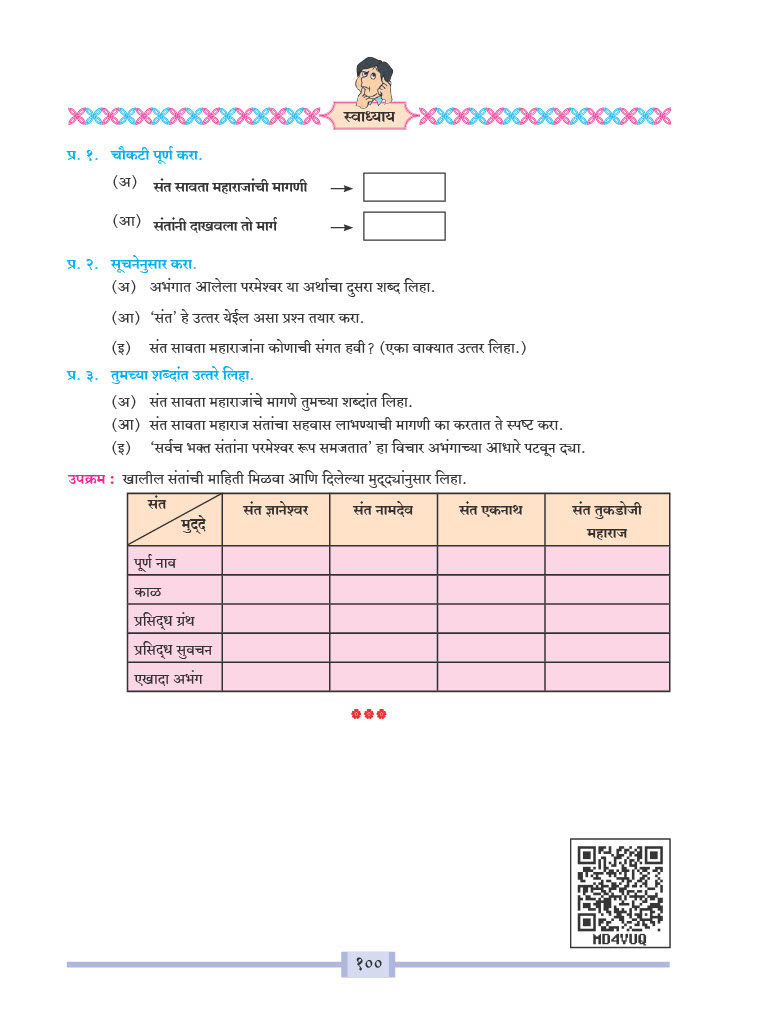 स्वाध्याय
प्र. १. चौकटी पूर्ण करा.
(अ) संत सावता महाराजांची मागणी →
(आ) संतांनी दाखवला तो मार्ग →
प्र. २. सूचनेनुसार करा.
(अ) अभंगात आलेला परमेश्वर या अर्थाचा दुसरा शब्द लिहा.
(आ) ‘संत’ हे उत्तर येईल असा प्रश्न तयार करा.
(इ) संत सावता महाराजांना कोणाची संगत हवी? (एका वाक्यात उत्तर लिहा.)
प्र. ३. तुमच्या शब्दांत उत्तरे लिहा.
(अ) संत सावता महाराजांचे मागणे तुमच्या शब्दांत लिहा.
(आ) संत सावता महाराज संतांचा सहवास लाभण्याची मागणी का करतात ते स्पष्ट करा.
(इ) ‘सर्वच भक्त संतांना परमेश्वर रूप समजतात’ हा विचार अभंगाच्या आधारे पटवून द्या.
उपक्रम : खालील संतांची माहिती मिळवा आणि दिलेल्या मुद्द्यांनुसार लिहा.
संत
मुद्दे
संत ज्ञानेश्वर
संत नामदेव
संत एकनाथ
संत तुकडोजी
महाराज
पूर्ण नाव
काळ
प्रसिद्ध ग्रंथ
प्रसिद्ध सुवचन
एखादा अभंग
MD4VUQ
१००